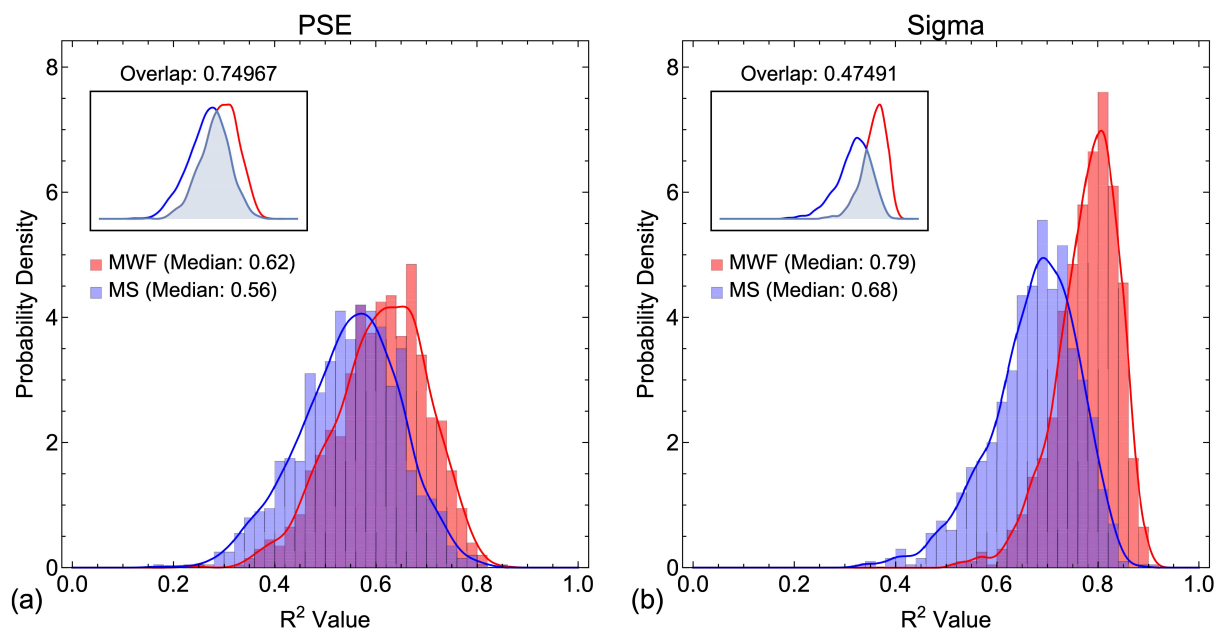 PSE
Overlap: 0.74967
MWF (Median: 0.62)
MS (Median: 0.56)
Probability Density
8
6
4
2
0
0.0 0.2 0.4 0.6 0.8 1.0
R² Value
(a)
Sigma
Overlap: 0.47491
MWF (Median: 0.79)
MS (Median: 0.68)
Probability Density
8
6
4
2
0
0.0 0.2 0.4 0.6 0.8 1.0
R² Value
(b)